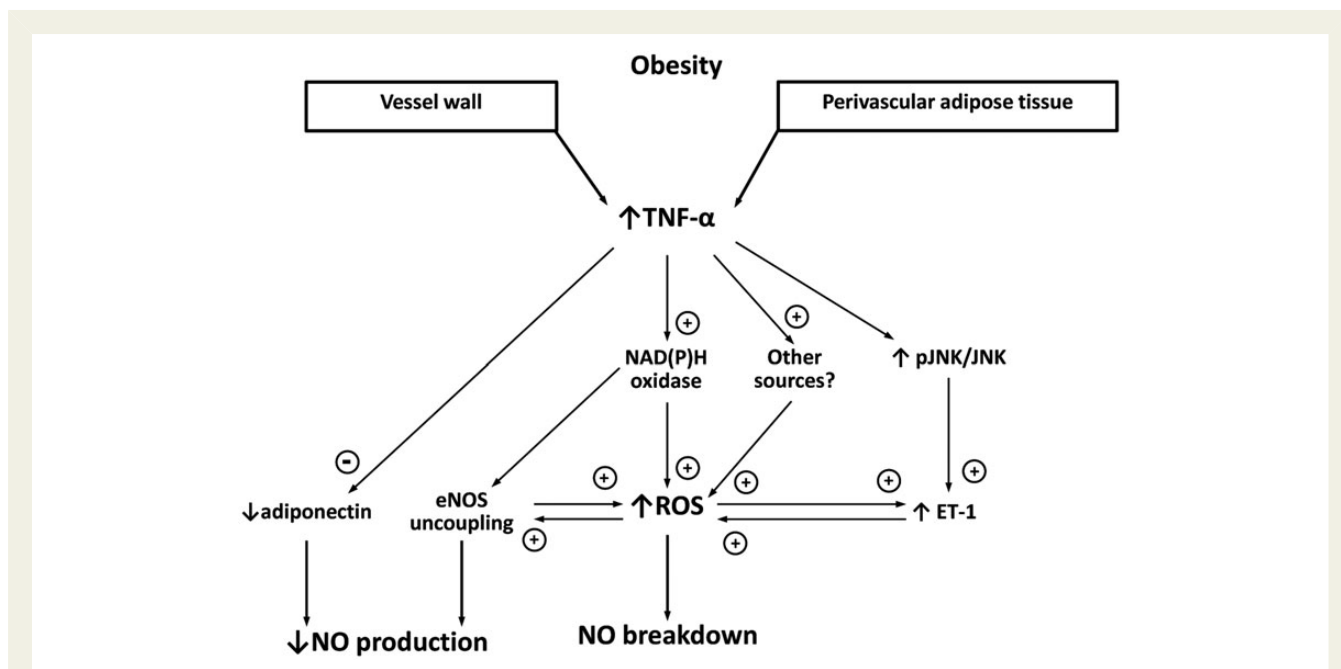 Obesity
Vessel wall
Perivascular adipose tissue
↑TNF-α
+
+
NAD(P)H
oxidase
Other
sources?
↑ pJNK/JNK
-
+
+
+
+
+
↓adiponectin
eNOS
uncoupling
↑ROS
↑ ET-1
+
+
↓NO production
NO breakdown